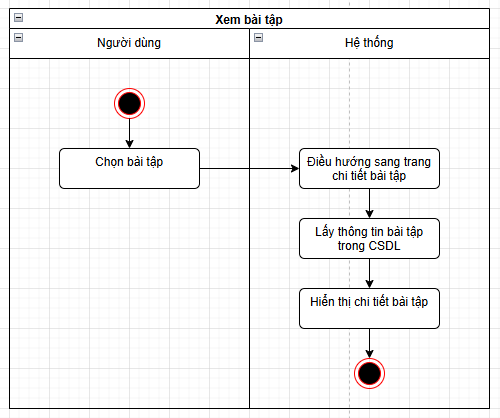 Xem bài tập
Người dùng
Hệ thống
Chọn bài tập
Điều hướng sang trang
chi tiết bài tập
Lấy thông tin bài tập
trong CSDL
Hiển thị chi tiết bài tập